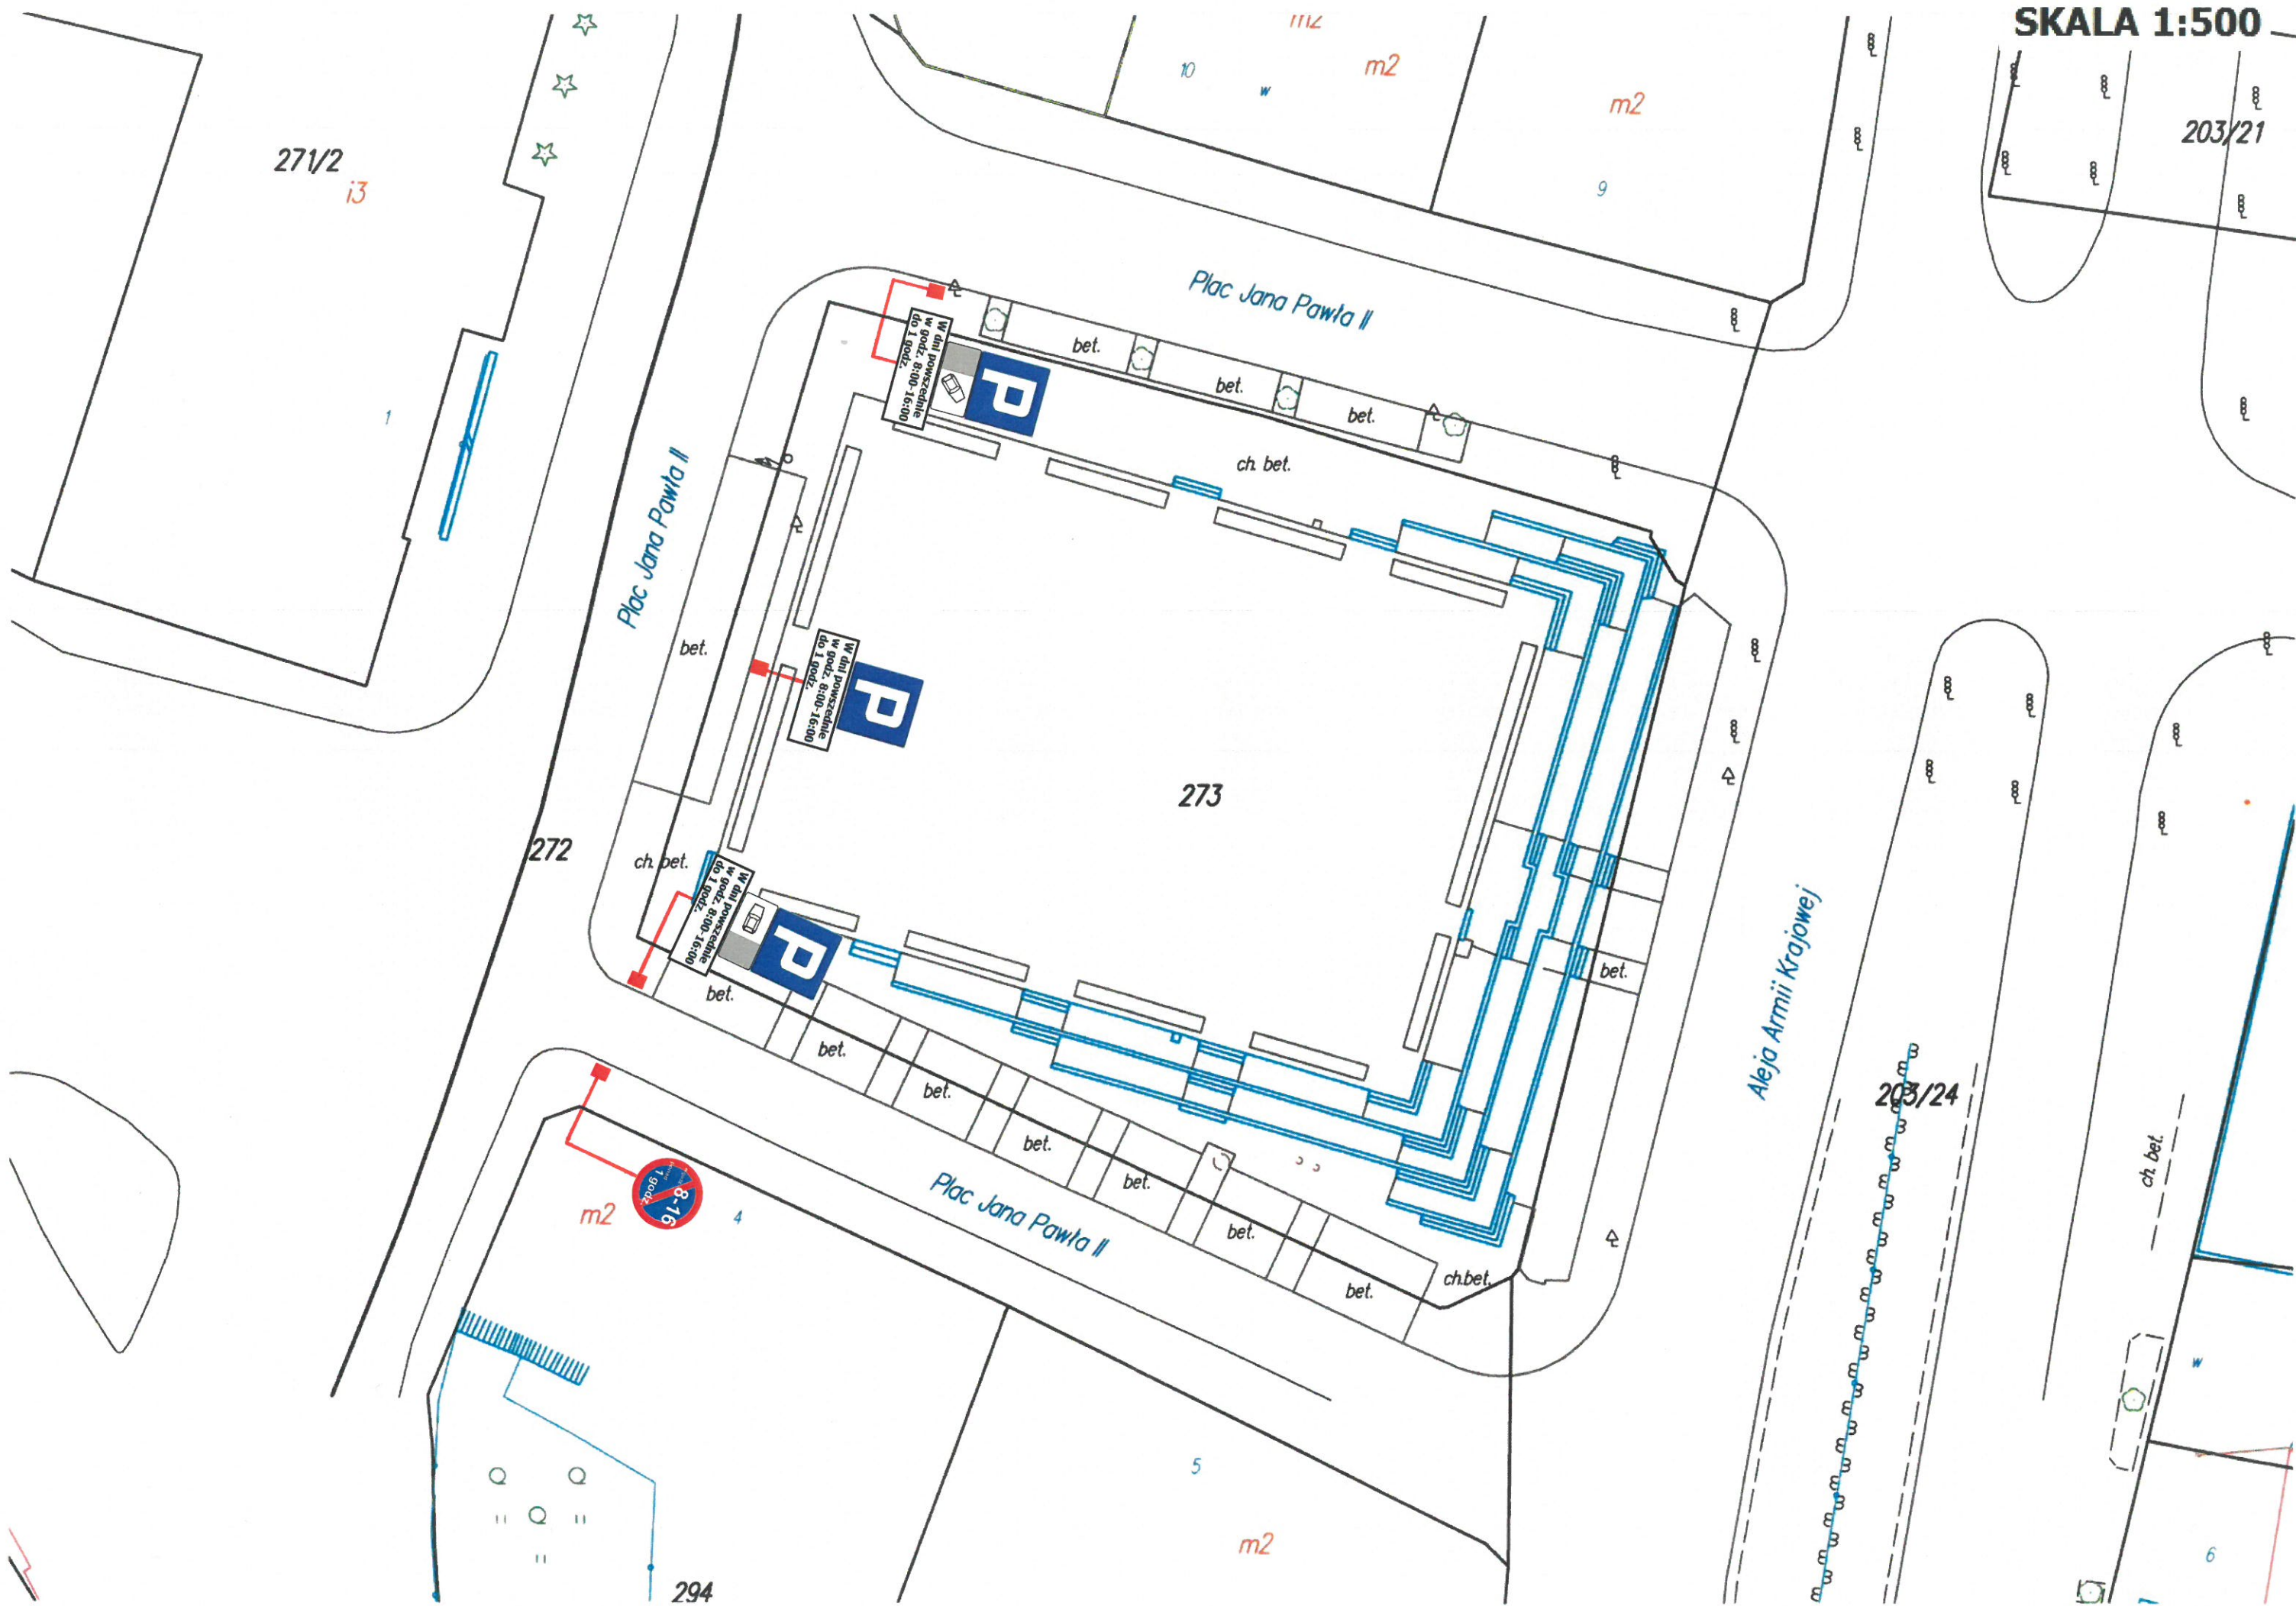 SKALA 1:500
m2
10
w
m2
m2
9
203/21
271/2
i3
1
Plac Jana Pawła II
W dni powszednie
w godz. 8:00-16:00
do 1 godz.
P
bet.
bet.
bet.
ch. bet.
Plac Jana Pawła II
bet.
W dni powszednie
w godz. 8:00-16:00
do 1 godz.
P
273
272
ch. bet.
W dni powszednie
w godz. 8:00-16:00
do 1 godz.
P
bet.
bet.
bet.
bet.
bet.
bet.
bet.
ch.bet.
bet.
Aleja Armii Krajowej
203/24
ch. bet.
8-16
1 godz.
m2
4
Plac Jana Pawła II
5
m2
294
w
6